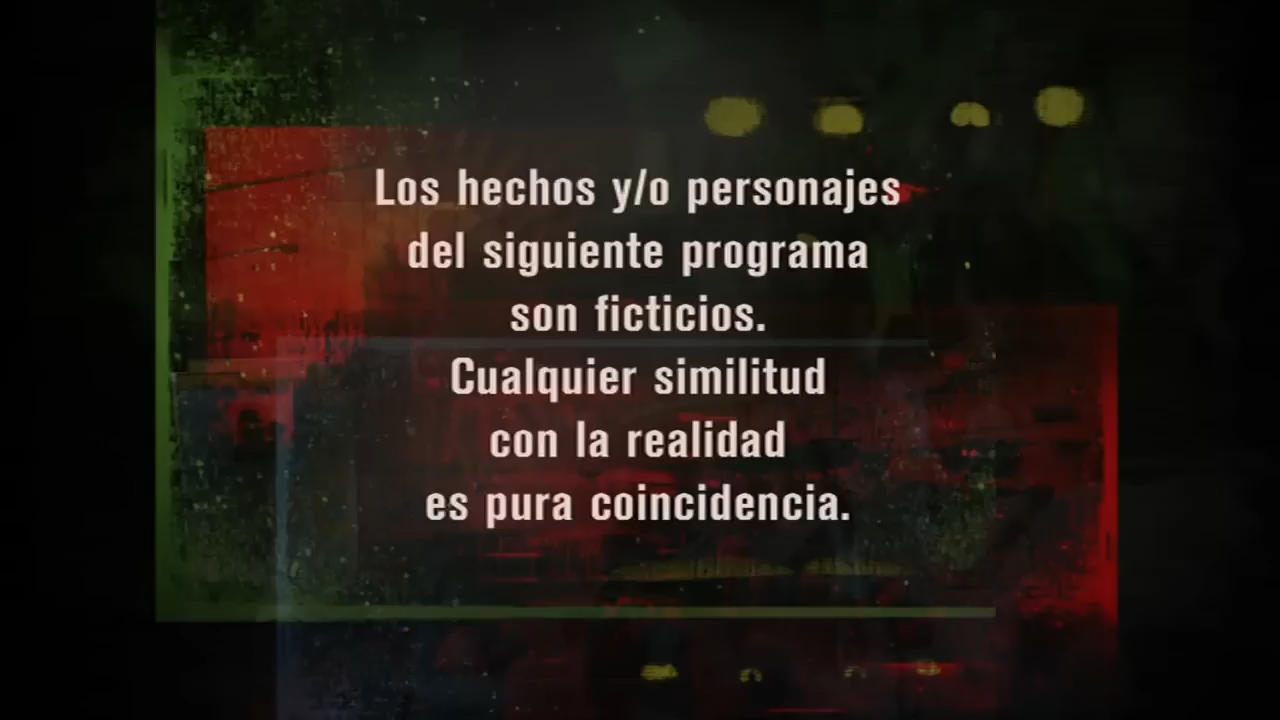 Los hechos y/o personajes
del siguiente programa
son ficticios.
Cualquier similitud
con la realidad
es pura coincidencia.